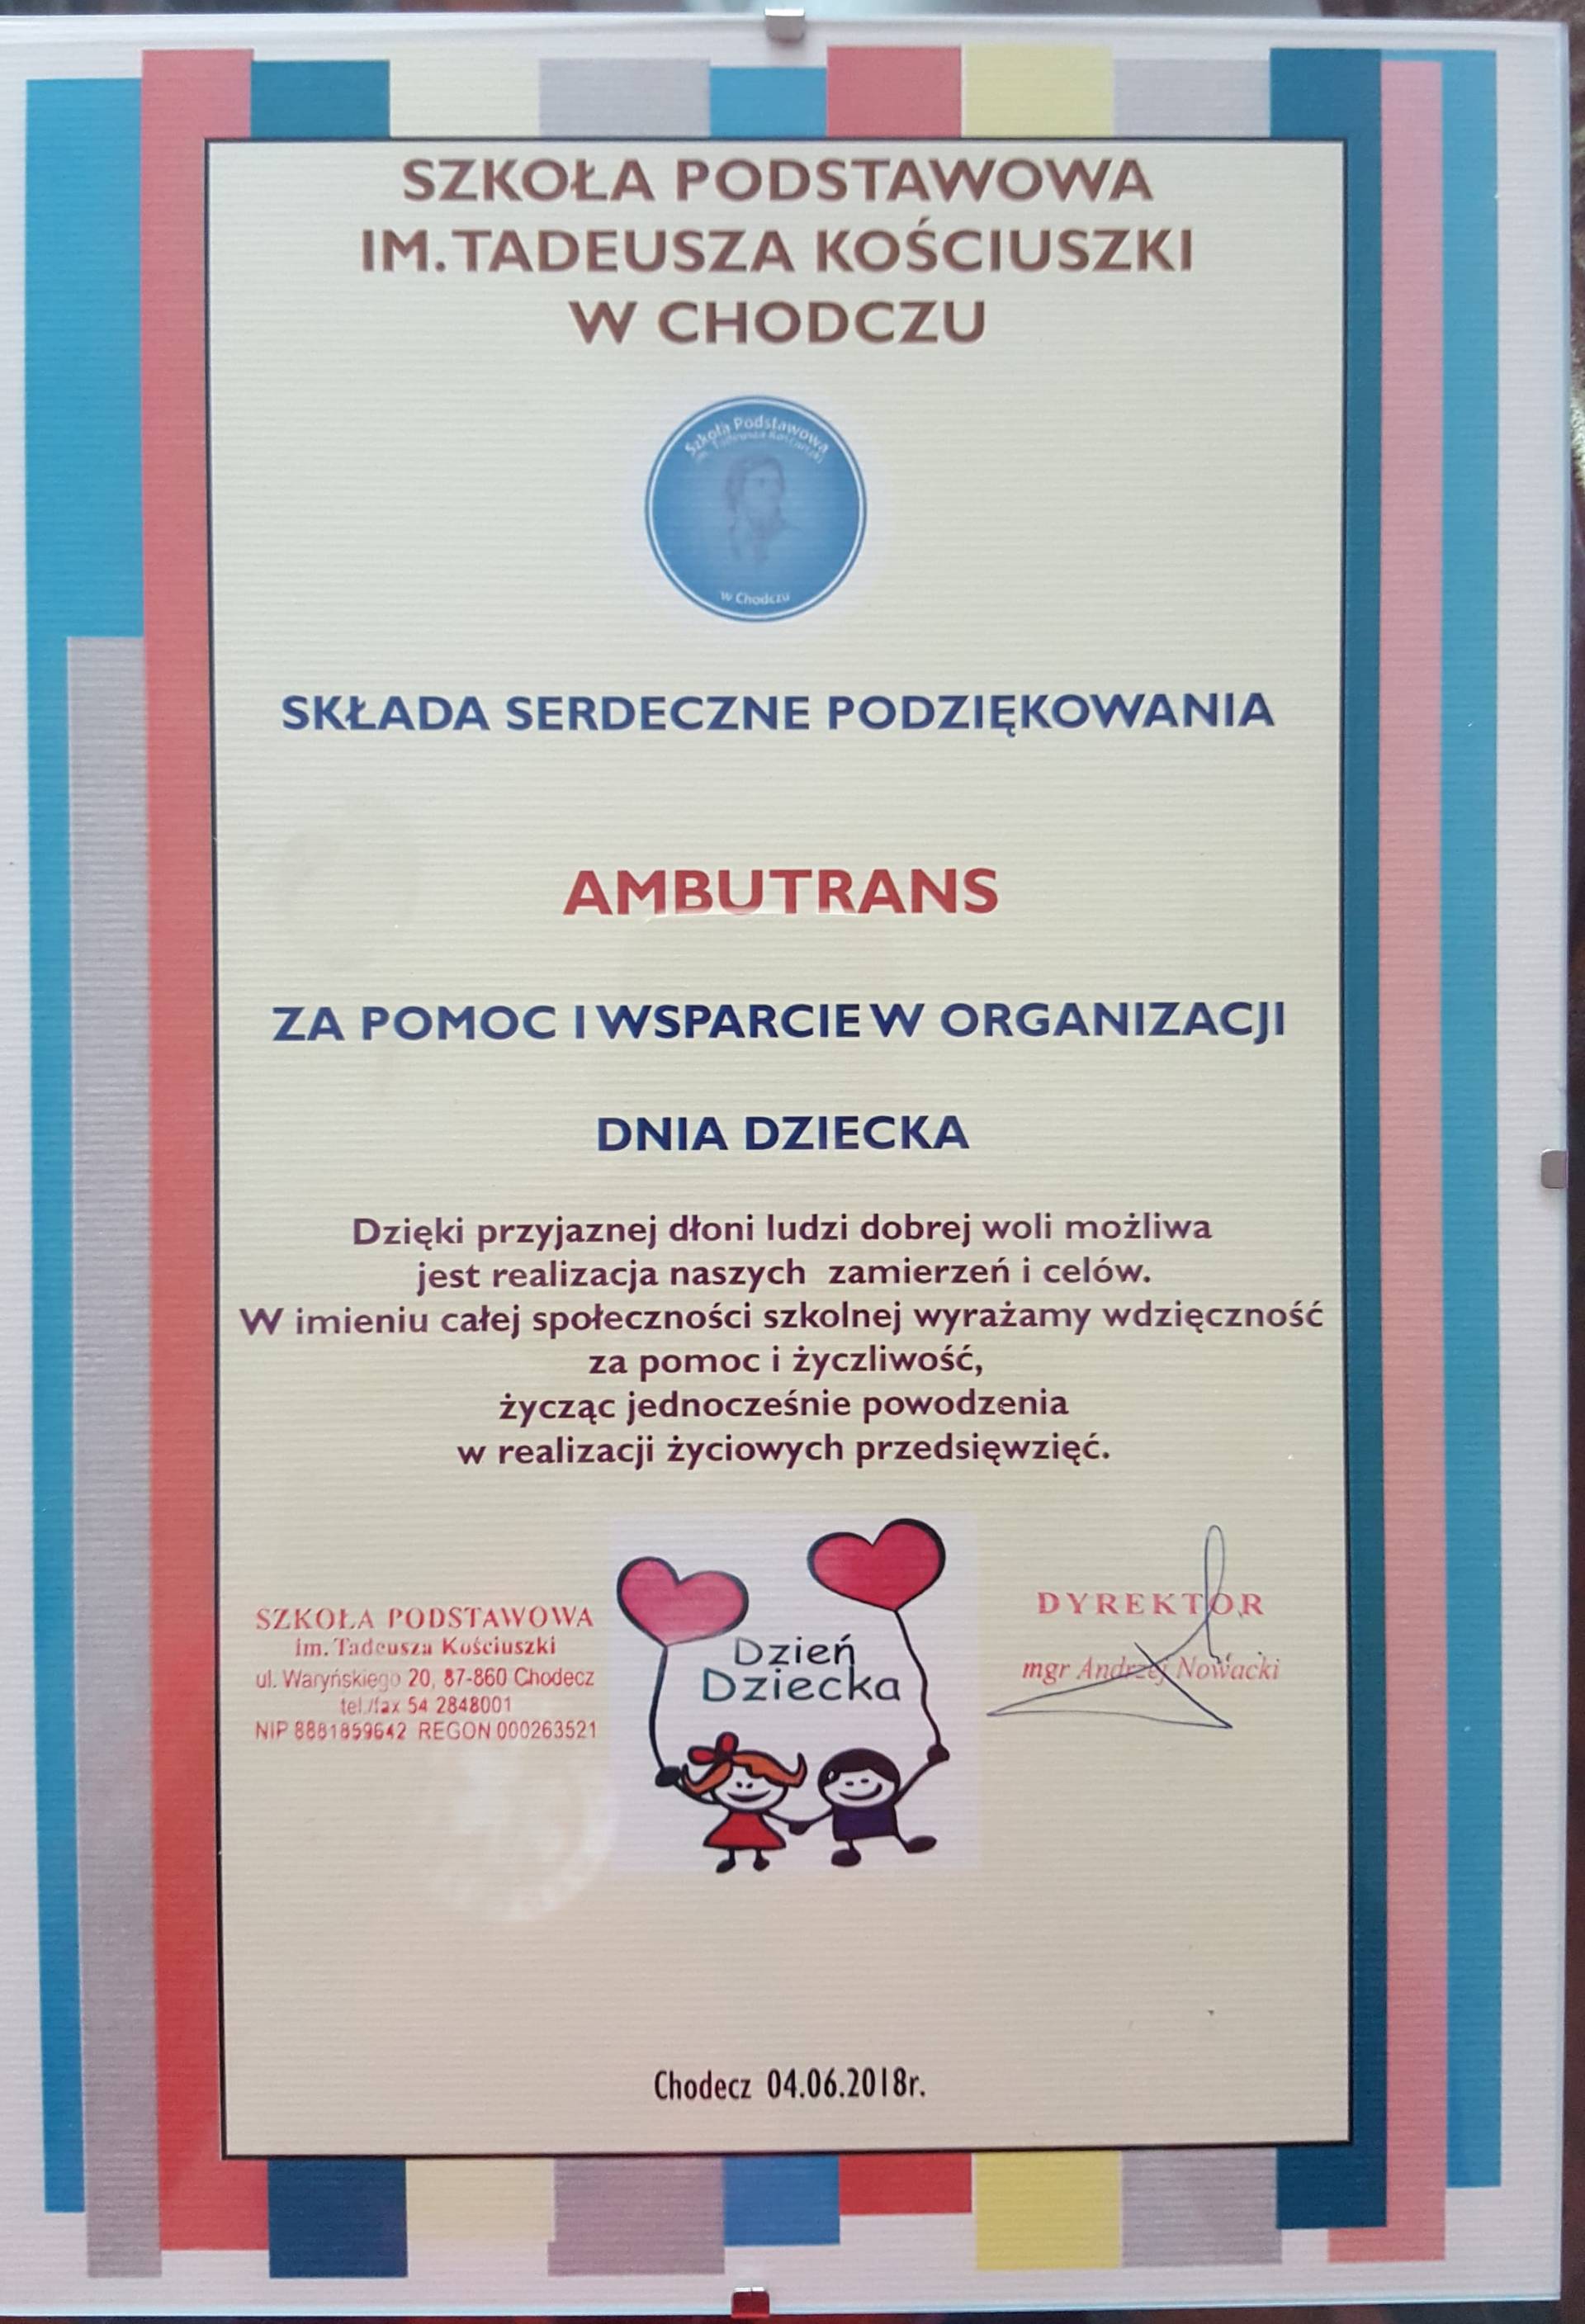 SZKOŁA PODSTAWOWA
IM. TADEUSZA KOŚCIUSZKI
W CHODCZU
Szkoła Podstawowa
im. Tadeusza Kościuszki
w Chodczu
SKŁADA SERDECZNE PODZIĘKOWANIA
AMBUTRANS
ZA POMOC I WSPARCIE W ORGANIZACJI
DNIA DZIECKA
Dzięki przyjaznej dłoni ludzi dobrej woli możliwa
jest realizacja naszych zamierzeń i celów.
W imieniu całej społeczności szkolnej wyrażamy wdzięczność
za pomoc i życzliwość,
życząc jednocześnie powodzenia
w realizacji życiowych przedsięwzięć.
SZKOŁA PODSTAWOWA
im. Tadeusza Kościuszki
ul. Waryńskiego 20, 87-860 Chodecz
tel./fax 54 2848001
NIP 8881859642 REGON 000263521
Dzień
Dziecka
DYREKTOR
mgr Andrzej Nowacki
Chodecz 04.06.2018r.